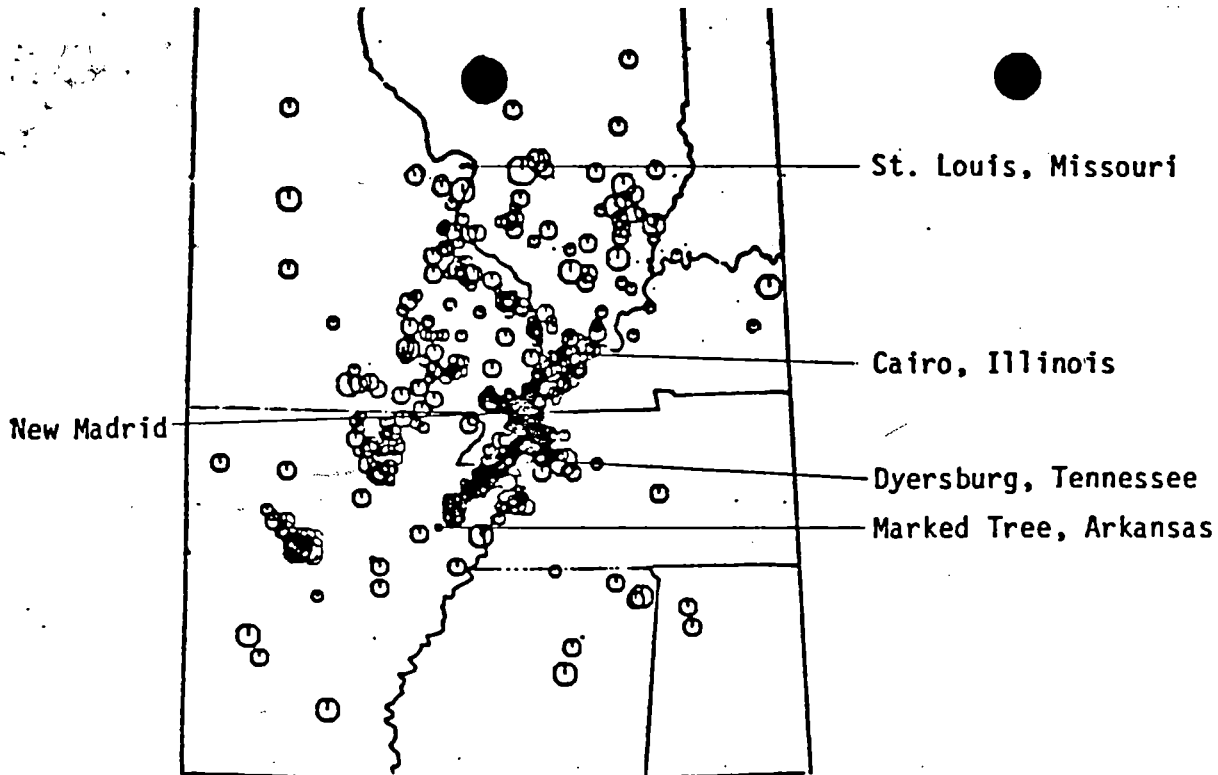 St. Louis, Missouri
Cairo, Illinois
New Madrid
Dyersburg, Tennessee
Marked Tree, Arkansas